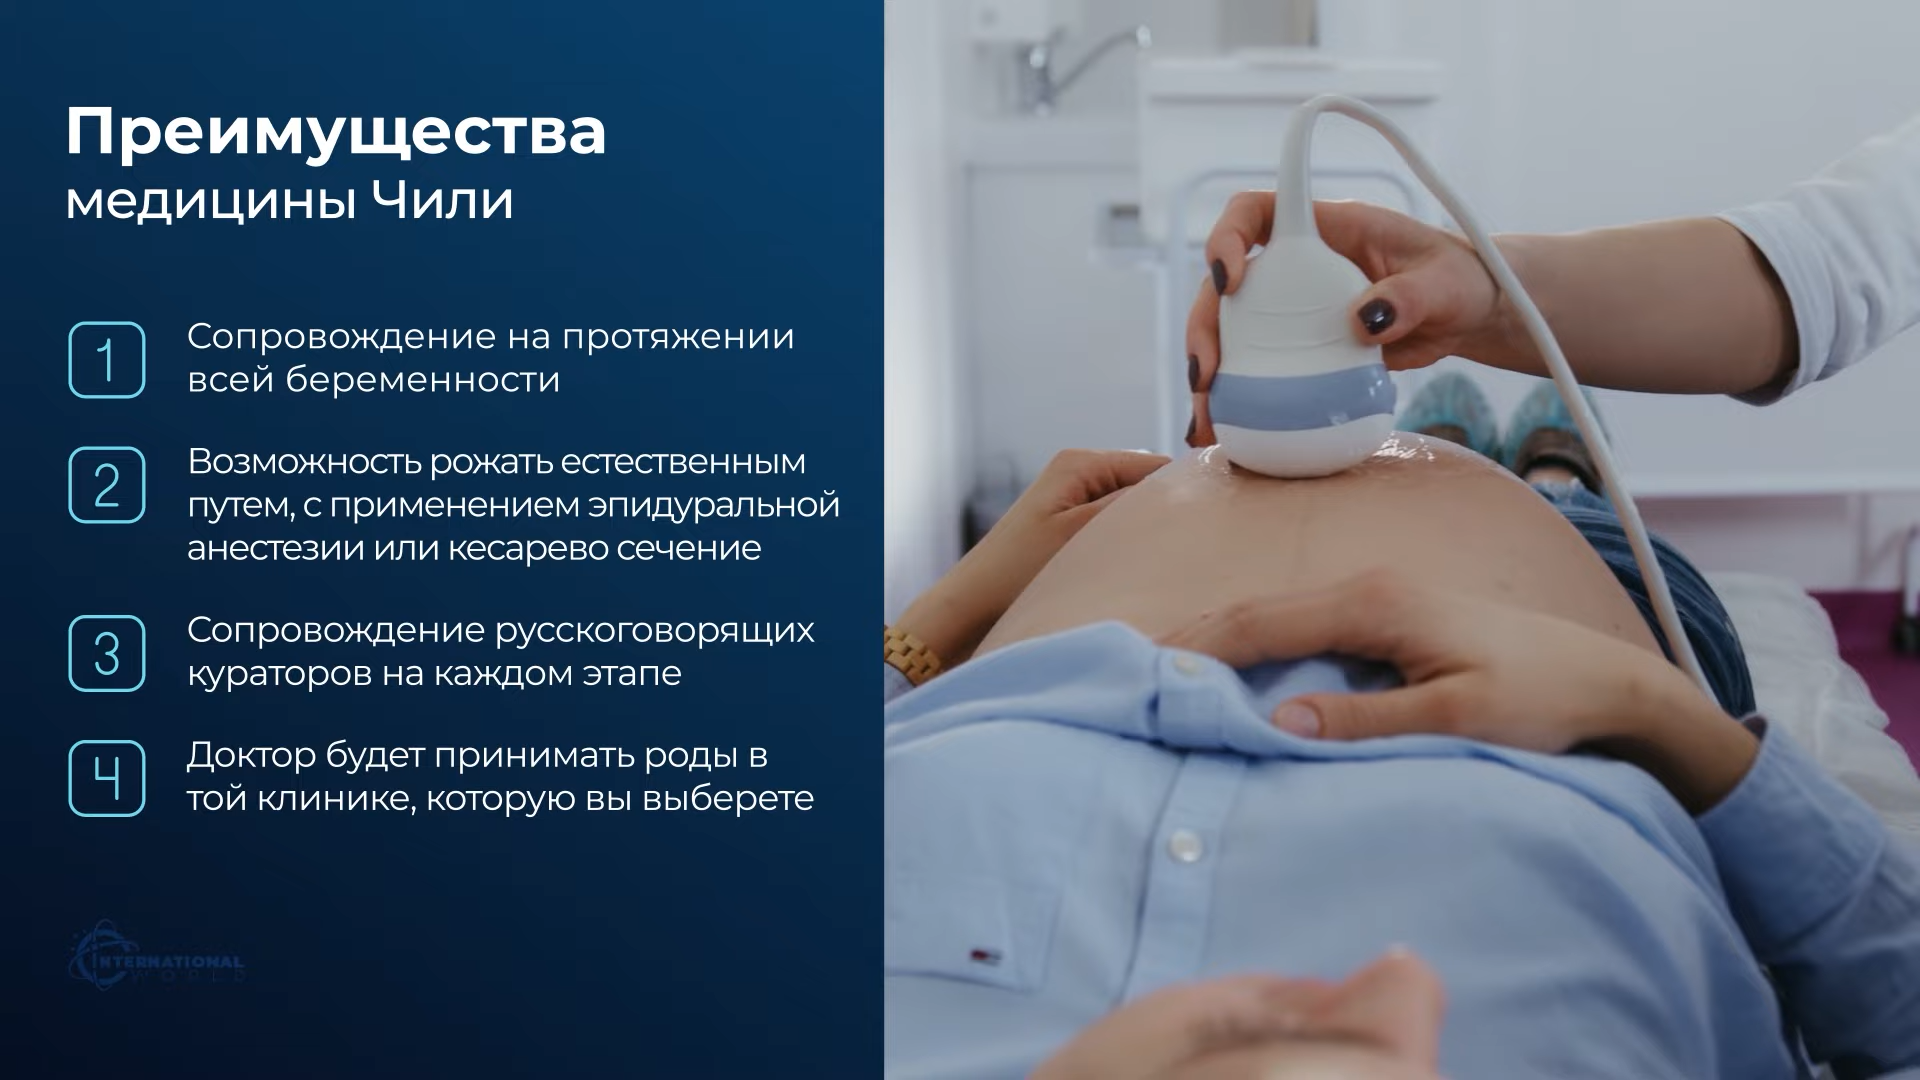 Преимущества
медицины Чили
1
Сопровождение на протяжении
всей беременности
2
Возможность рожать естественным
путем, с применением эпидуральной
анестезии или кесарево сечение
3
Сопровождение русскоговорящих
кураторов на каждом этапе
4
Доктор будет принимать роды в
той клинике, которую вы выберете
INTERNATIONAL
WORLD